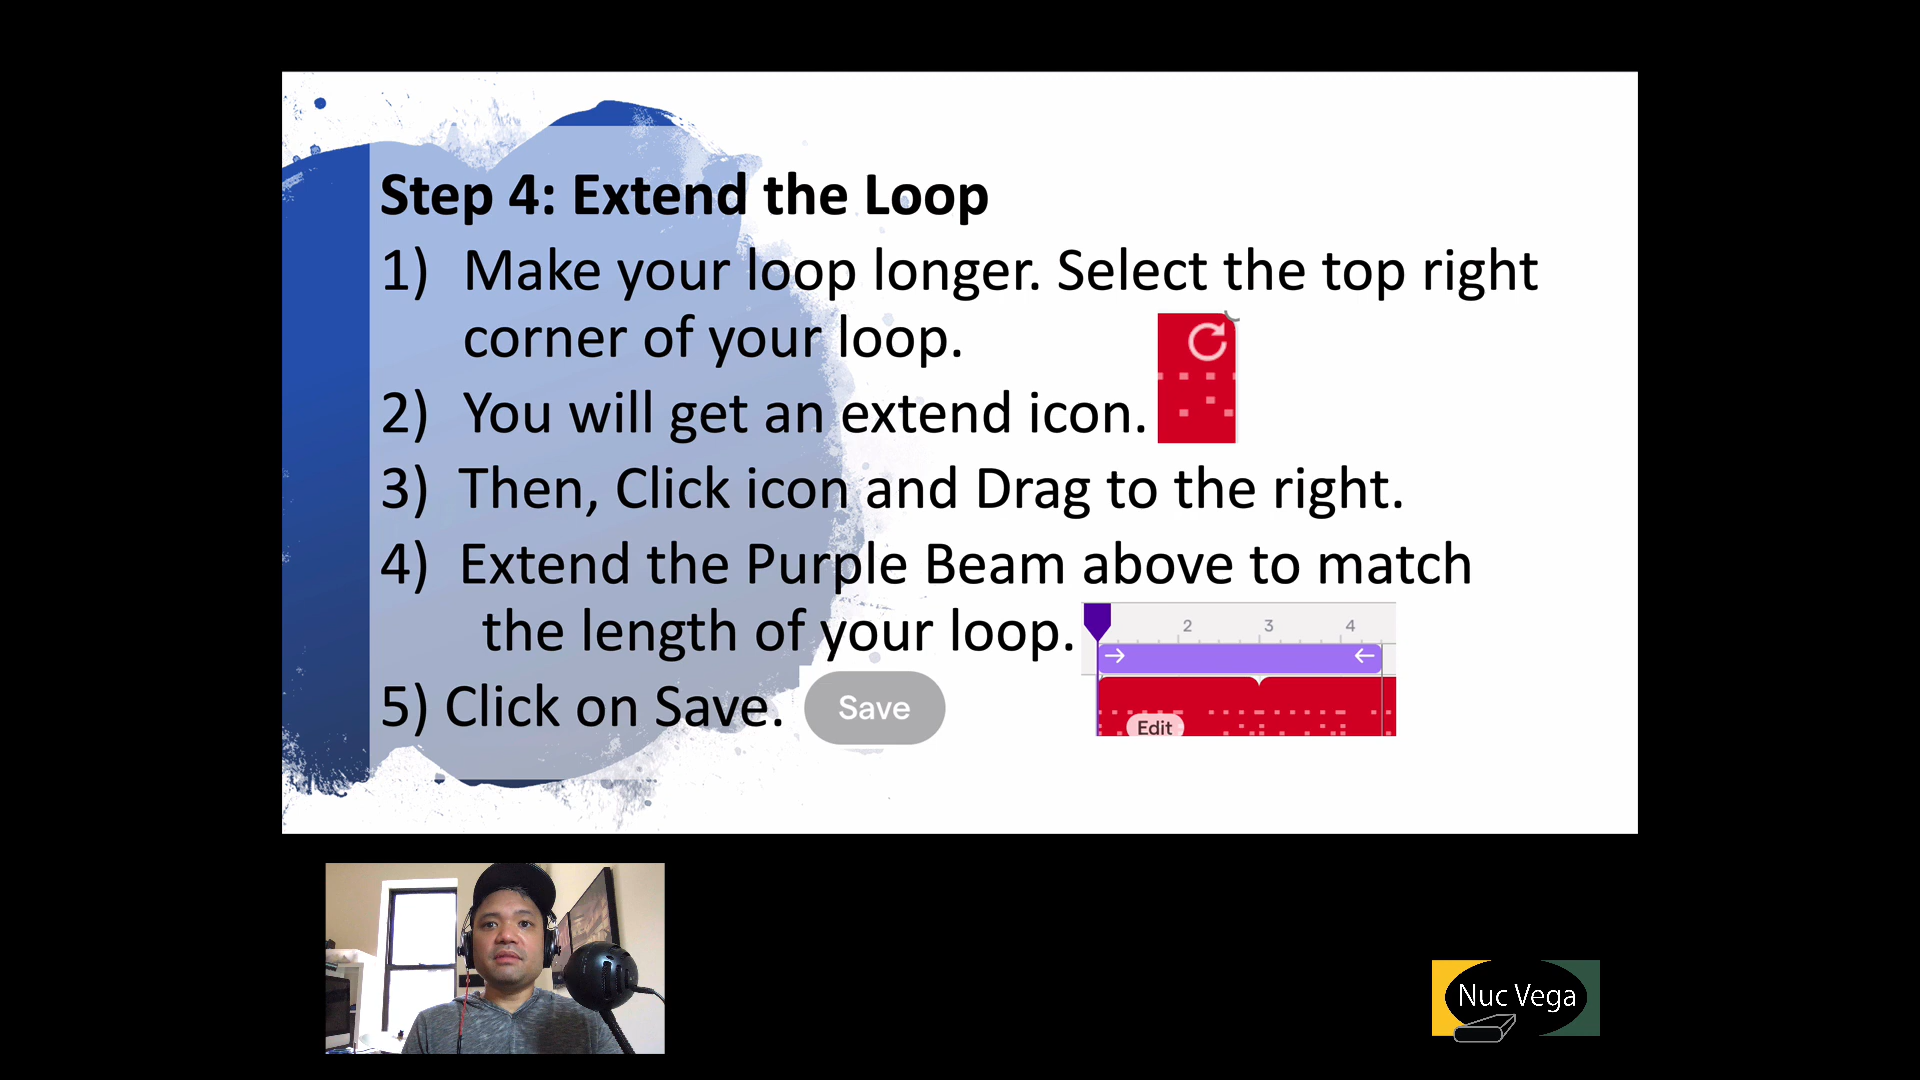 Step 4: Extend the Loop
1) Make your loop longer. Select the top right
corner of your loop.
2) You will get an extend icon.
3) Then, Click icon and Drag to the right.
4) Extend the Purple Beam above to match
the length of your loop.
2 3 4
Edit
5) Click on Save. Save
Nuc Vega